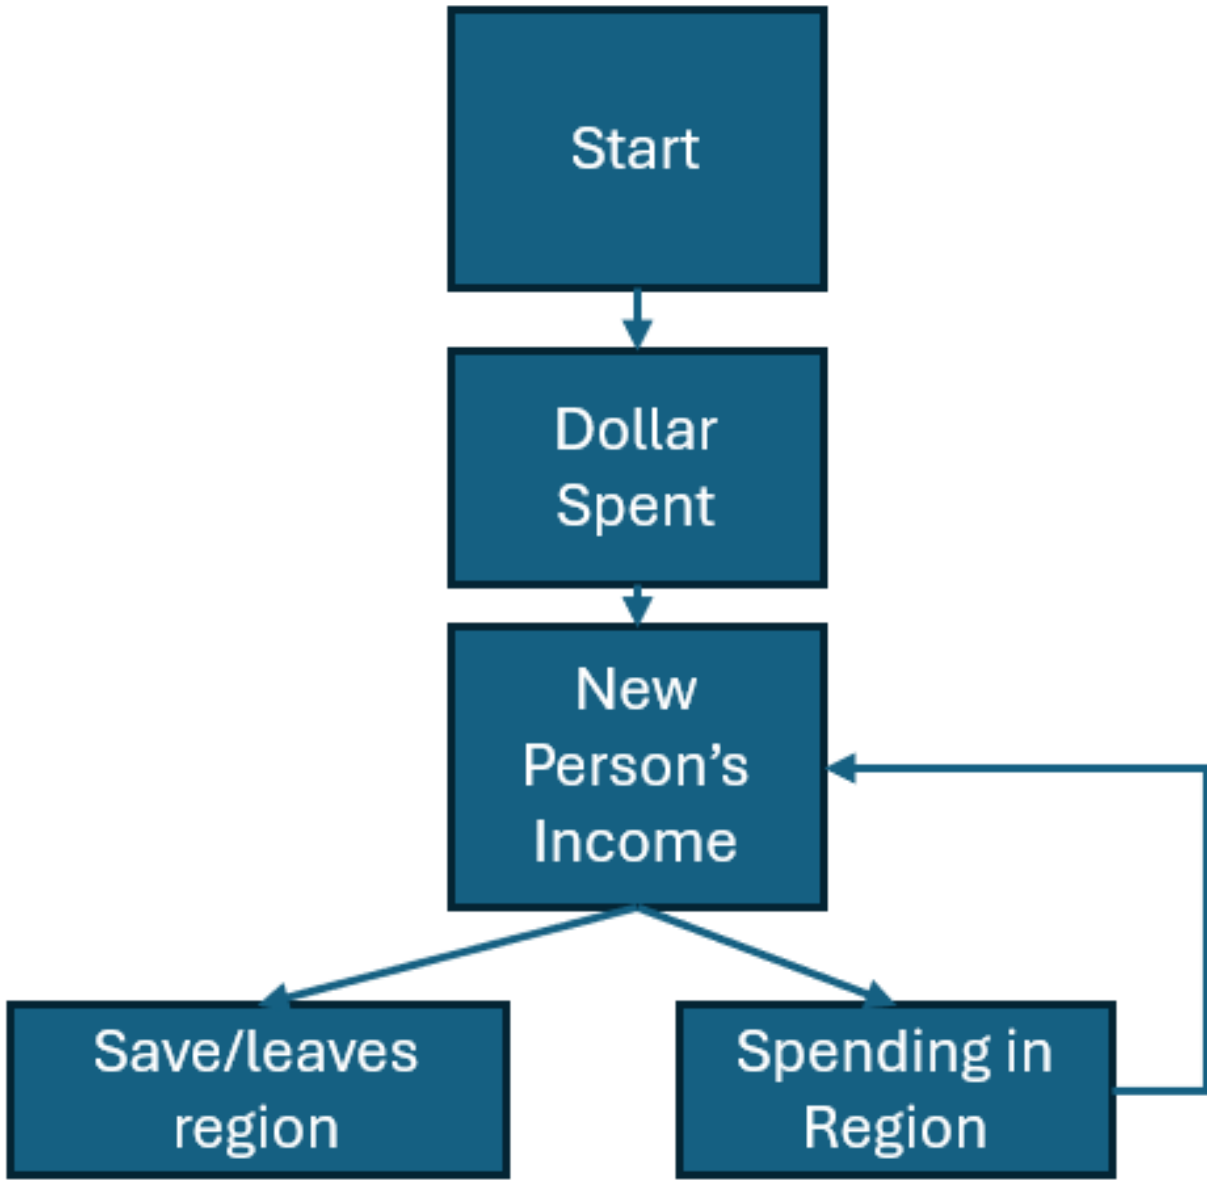 Start
Dollar
Spent
New
Person’s
Income
Save/leaves
region
Spending in
Region